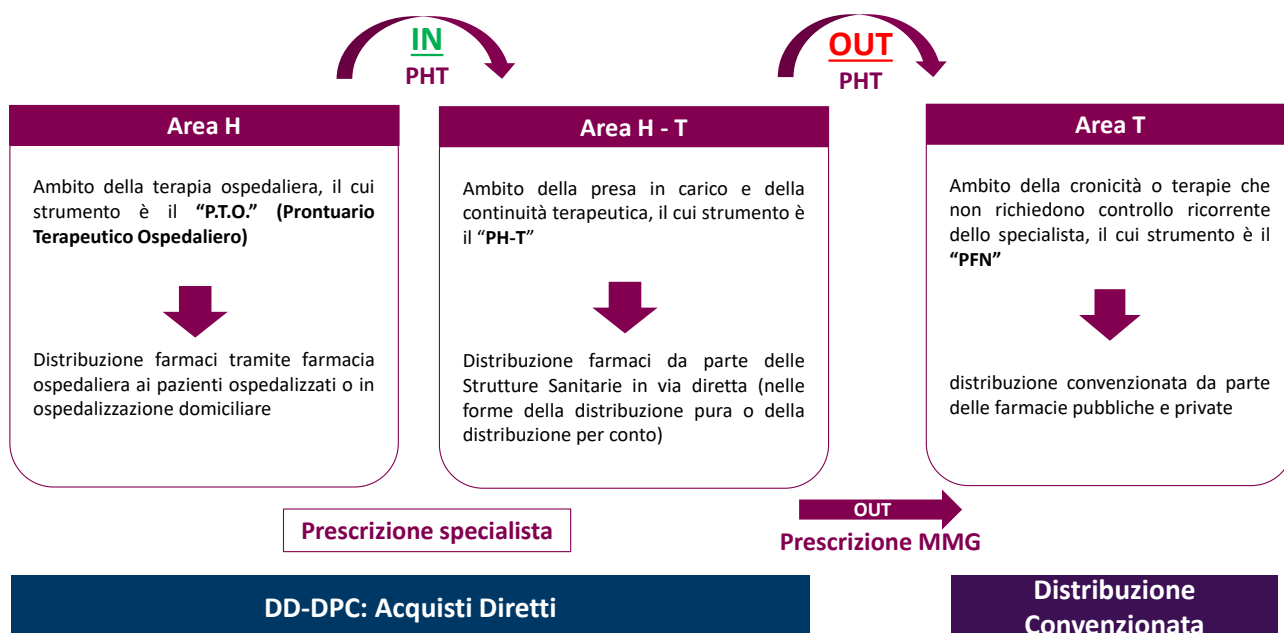 IN
PHT
OUT
PHT
Area H
Ambito della terapia ospedaliera, il cui
strumento è il “P.T.O.” (Prontuario
Terapeutico Ospedaliero)
Distribuzione farmaci tramite farmacia
ospedaliera ai pazienti ospedalizzati o in
ospedalizzazione domiciliare
Area H - T
Ambito della presa in carico e della
continuità terapeutica, il cui strumento è
il “PH-T”
Distribuzione farmaci da parte delle
Strutture Sanitarie in via diretta (nelle
forme della distribuzione pura o della
distribuzione per conto)
Area T
Ambito della cronicità o terapie che
non richiedono controllo ricorrente
dello specialista, il cui strumento è il
“PFN”
distribuzione convenzionata da parte
delle farmacie pubbliche e private
Prescrizione specialista
OUT
Prescrizione MMG
DD-DPC: Acquisti Diretti
Distribuzione
Convenzionata